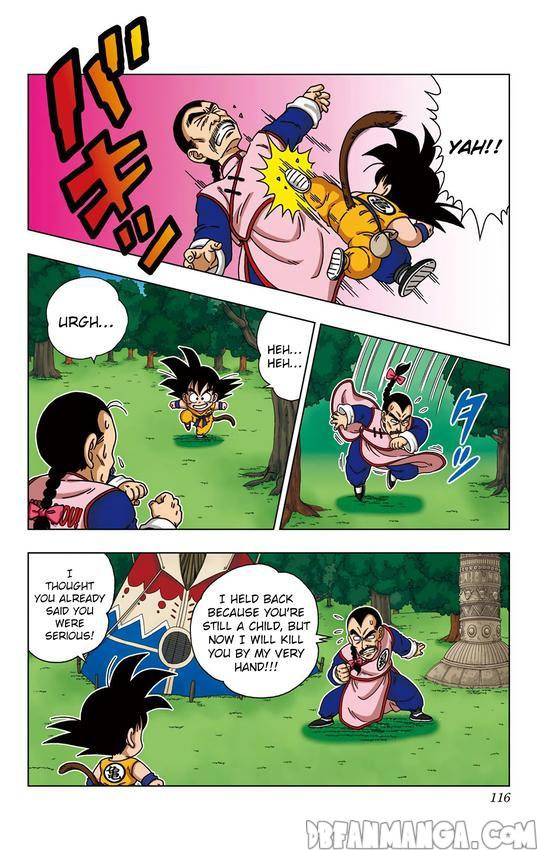 バキッ
YAH!!
URGH...
HEH...
HEH...
タッ
I
THOUGHT
YOU ALREADY
SAID YOU
WERE
SERIOUS!
I HELD BACK
BECAUSE YOU'RE
STILL A CHILD, BUT
NOW I WILL KILL
YOU BY MY VERY
HAND!!!
亀
116
DBFANMANGA.COM